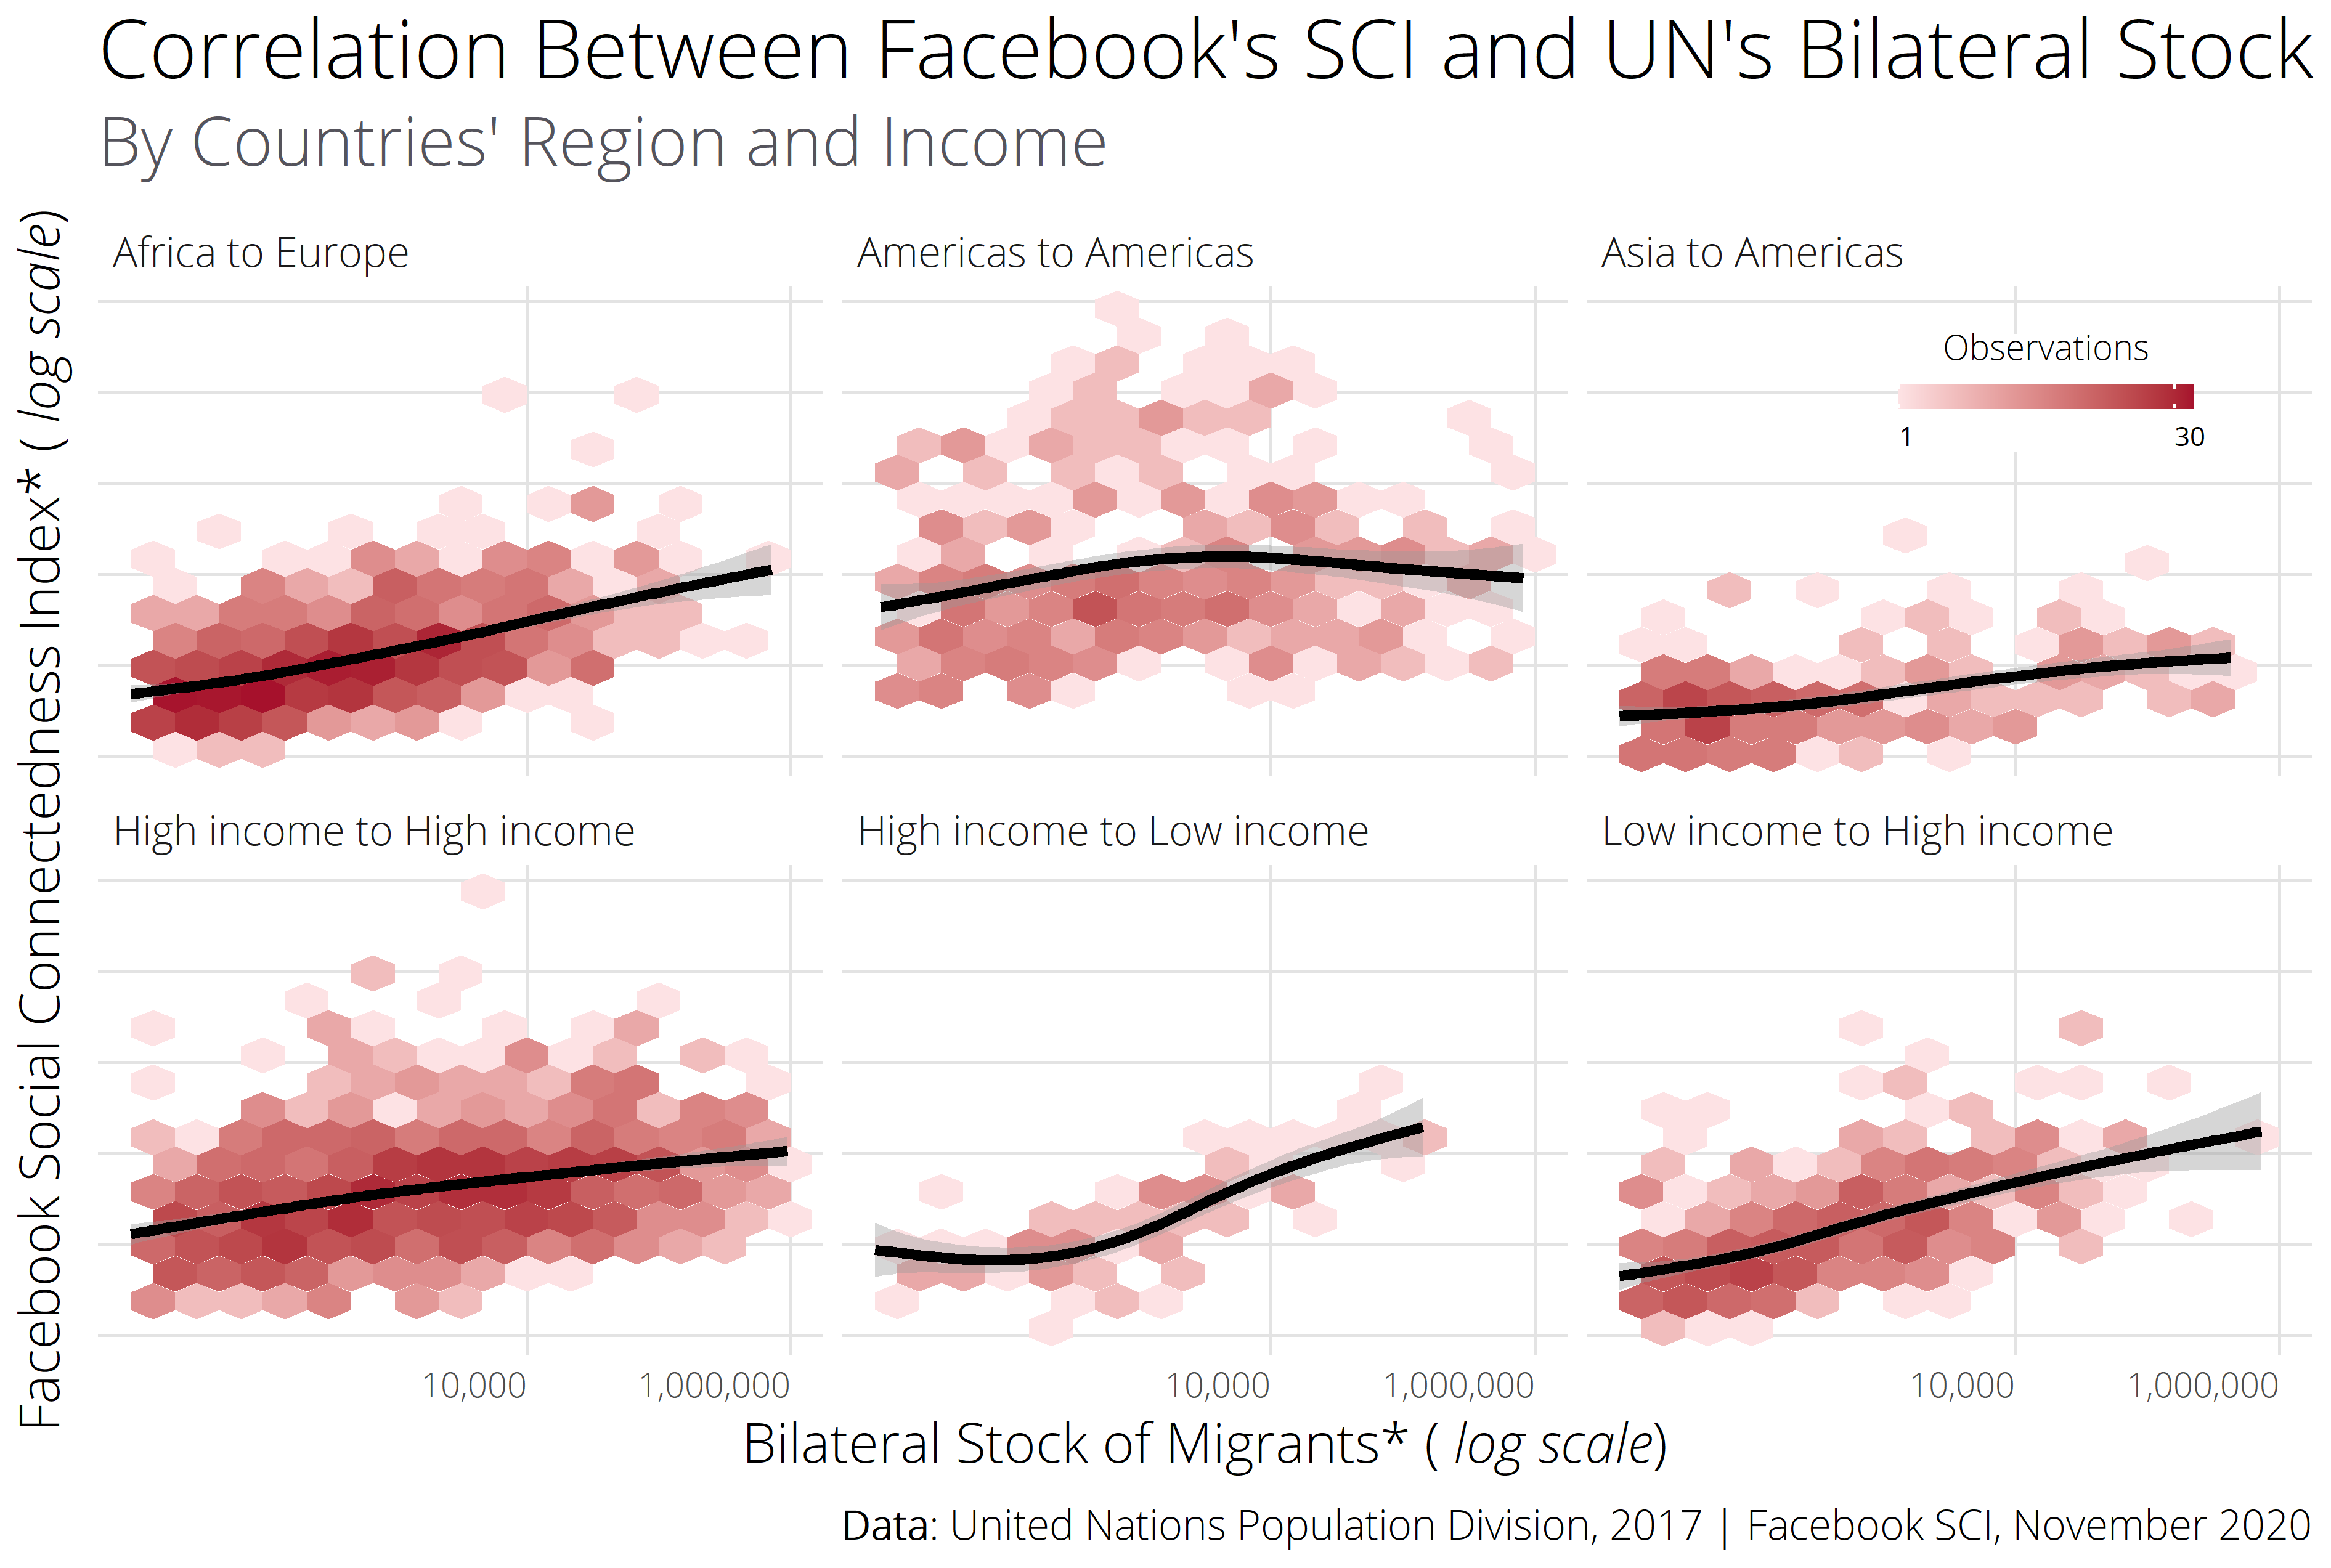 Correlation Between Facebook's SCI and UN's Bilateral Stock
By Countries' Region and Income
Facebook Social Connectedness Index* ( log scale)
Africa to Europe
Americas to Americas
Asia to Americas
Observations
1 30
High income to High income
High income to Low income
Low income to High income
10,000 1,000,000 10,000 1,000,000 10,000 1,000,000
Bilateral Stock of Migrants* ( log scale)
Data: United Nations Population Division, 2017 | Facebook SCI, November 2020